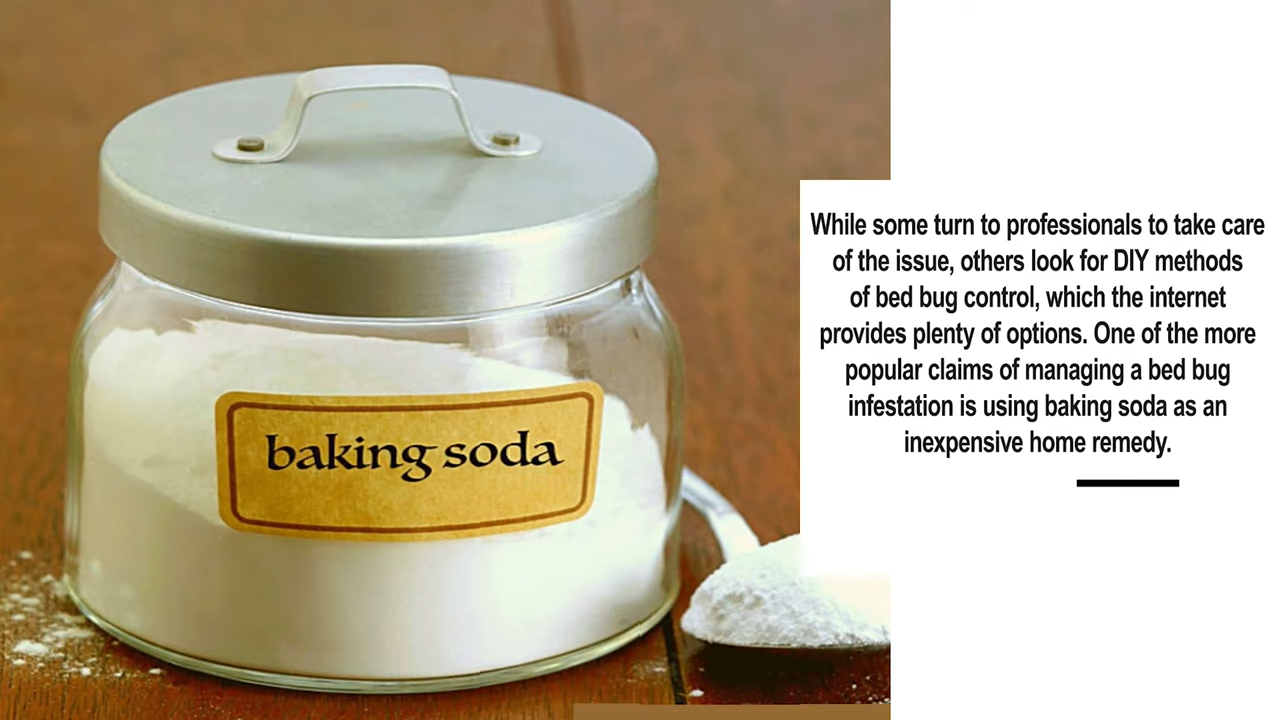 baking soda
While some turn to professionals to take care
of the issue, others look for DIY methods
of bed bug control, which the internet
provides plenty of options. One of the more
popular claims of managing a bed bug
infestation is using baking soda as an
inexpensive home remedy.